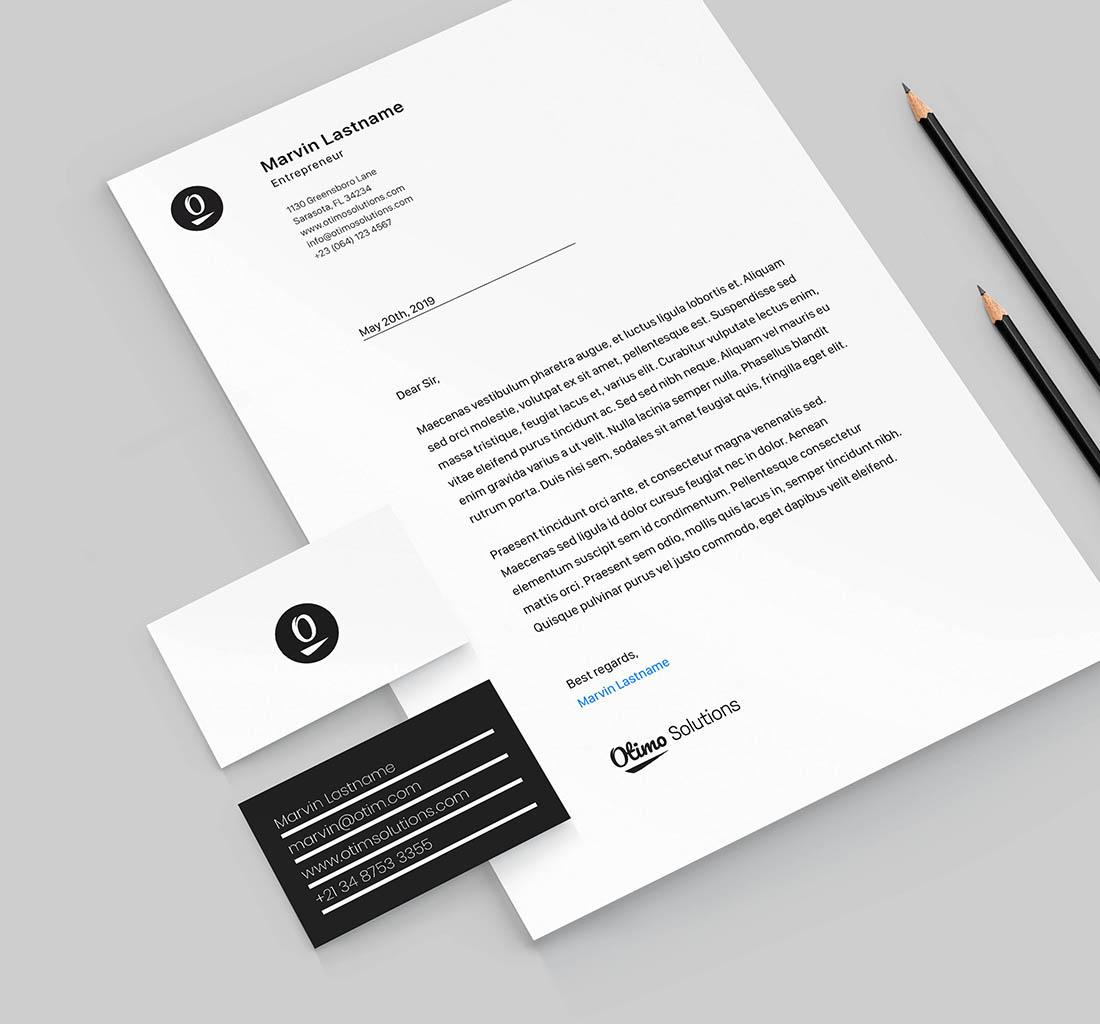 O
Marvin Lastname
Entrepreneur
1130 Greensboro Lane
Sarasota, FL 34234
www.otimosolutions.com
info@otimosolutions.com
+23 (064) 123 4567
May 20th, 2019
Dear Sir,
Maecenas vestibulum pharetra augue, et luctus ligula lobortis et. Aliquam
sed orci molestie, volutpat ex sit amet, pellentesque est. Suspendisse sed
massa tristique, feugiat lacus et, varius elit. Curabitur vulputate lectus enim,
vitae eleifend purus tincidunt ac. Sed sed nibh neque. Aliquam vel mauris eu
enim gravida varius a ut velit. Nulla lacinia semper nulla. Phasellus blandit
rutrum porta. Duis nisi sem, sodales sit amet feugiat quis, fringilla eget elit.
Praesent tincidunt orci ante, et consectetur magna venenatis sed.
Maecenas sed ligula id dolor cursus feugiat nec in dolor. Aenean
elementum suscipit sem id condimentum. Pellentesque consectetur
mattis orci. Praesent sem odio, mollis quis lacus in, semper tincidunt nibh.
Quisque pulvinar purus vel justo commodo, eget dapibus velit eleifend.
Best regards,
Marvin Lastname
Otimo Solutions
O
Marvin Lastname
marvin@otim.com
www.otimsolutions.com
+21 34 8753 3355